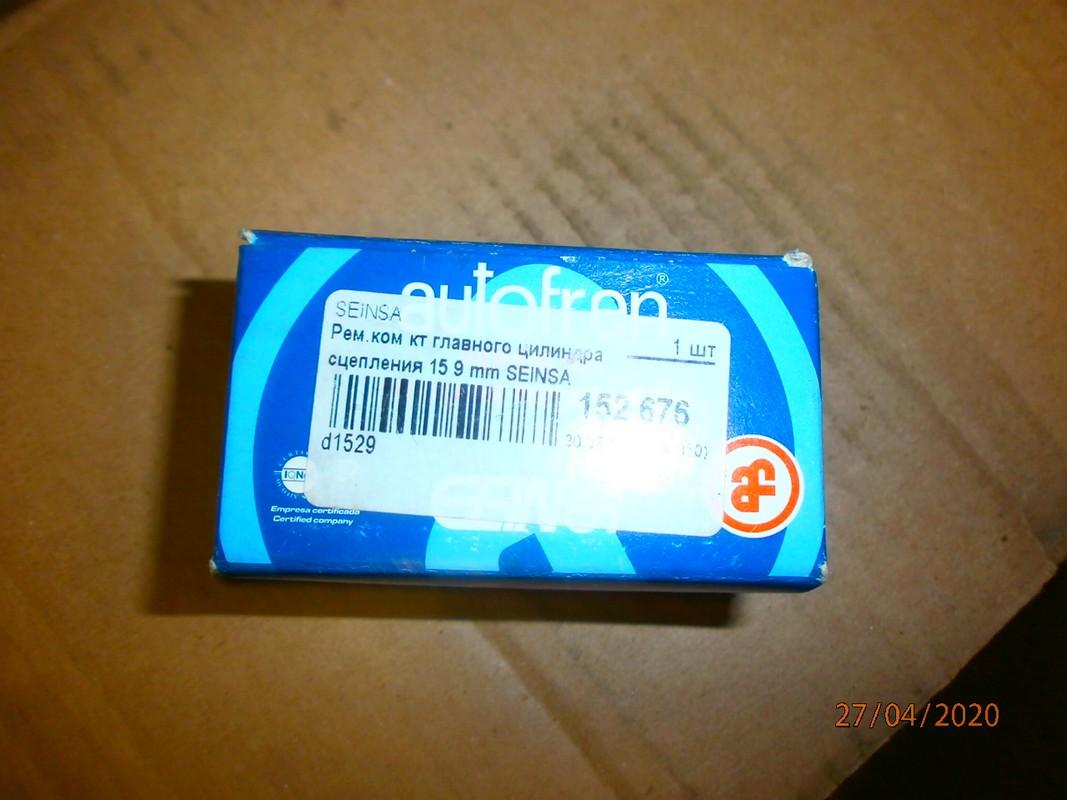 autofren®
SEINSA
Рем.ком кт главного цилиндра
1 шт
сцепления 15 9 mm SEINSA
152 676
d1529
Empresa certificada
Certified company
27/04/2020